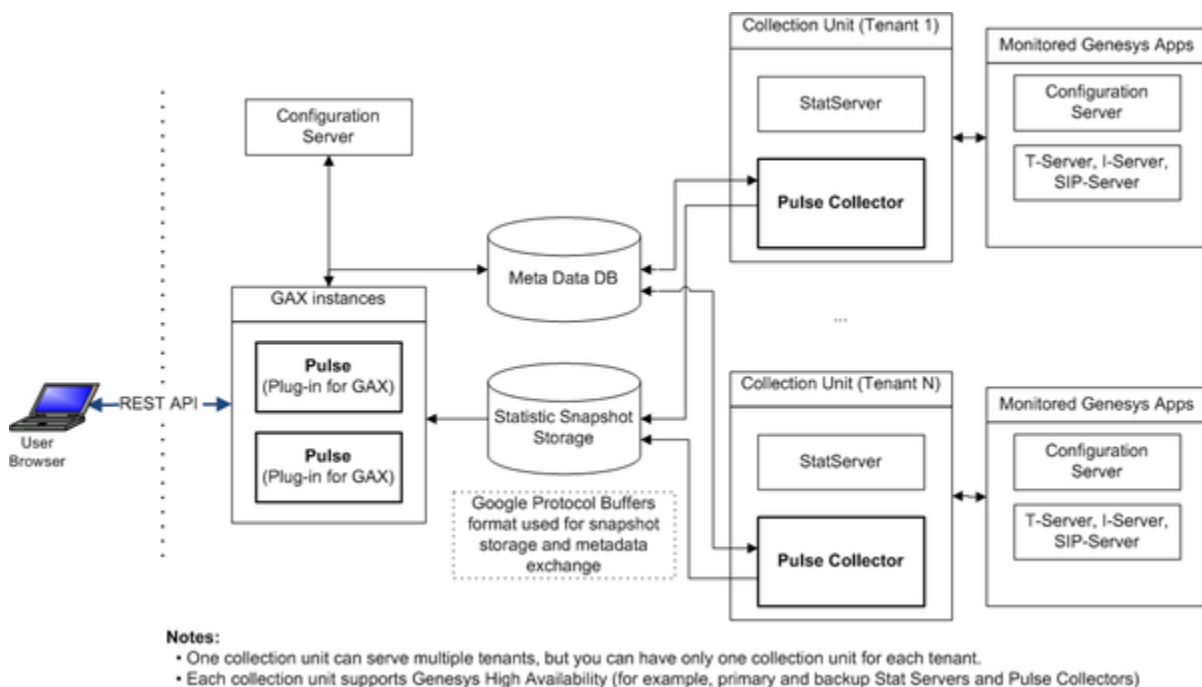 Collection Unit (Tenant 1)
StatServer
Pulse Collector
Monitored Genesys Apps
Configuration
Server
T-Server, I-Server,
SIP-Server
Configuration
Server
Meta Data DB
GAX instances
Pulse
(Plug-in for GAX)
Pulse
(Plug-in for GAX)
REST API
User
Browser
Statistic Snapshot
Storage
Google Protocol Buffers
format used for snapshot
storage and metadata
exchange
...
Collection Unit (Tenant N)
StatServer
Pulse Collector
Monitored Genesys Apps
Configuration
Server
T-Server, I-Server,
SIP-Server
Notes:
• One collection unit can serve multiple tenants, but you can have only one collection unit for each tenant.
• Each collection unit supports Genesys High Availability (for example, primary and backup Stat Servers and Pulse Collectors)